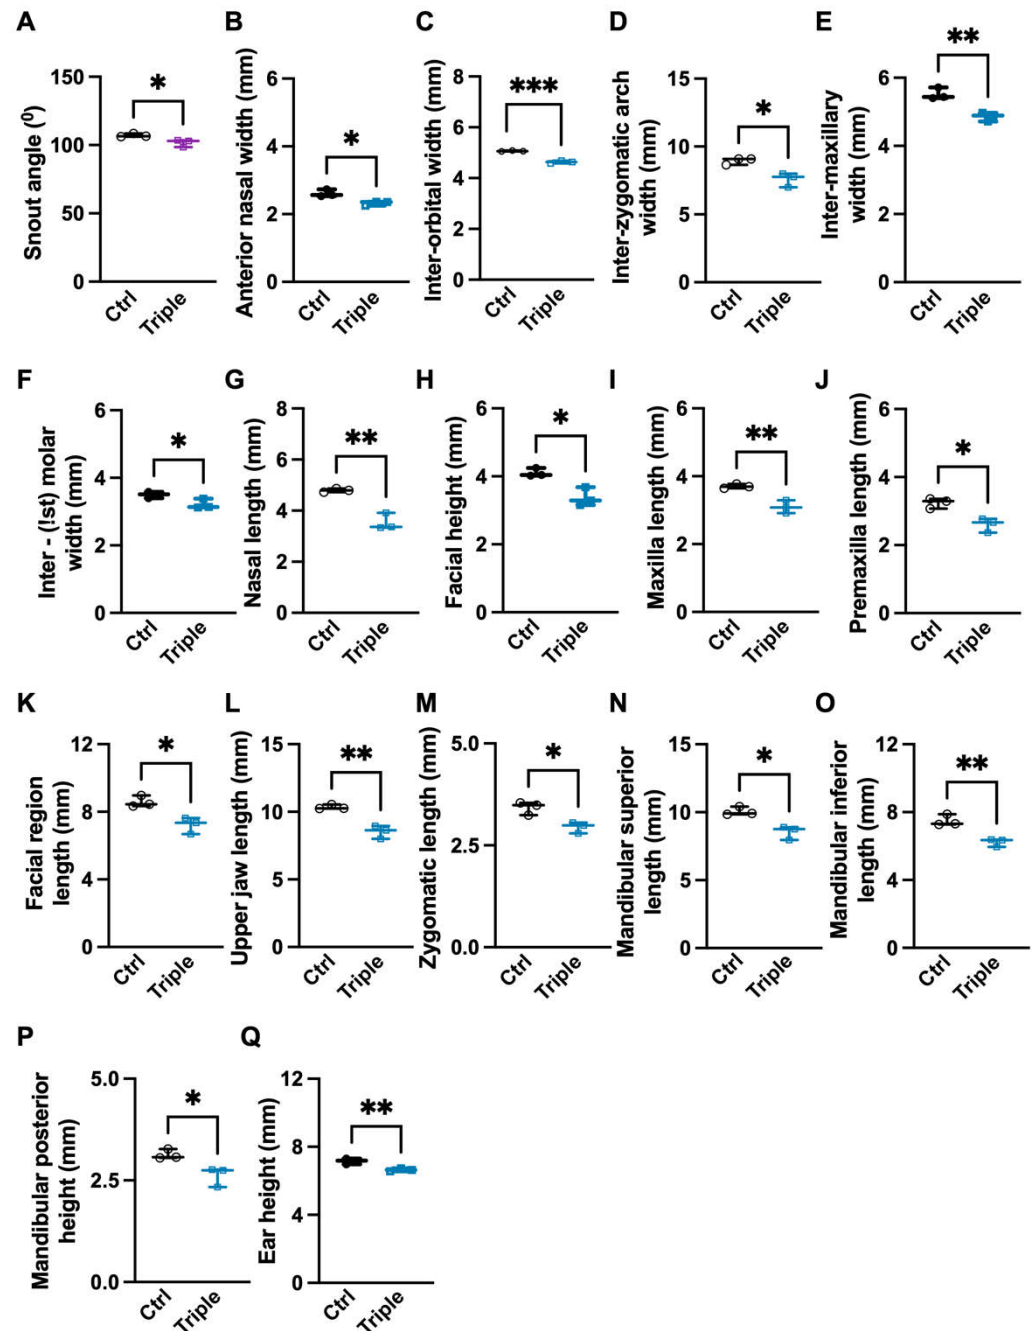 A
Snout angle (⁰)
150
100
50
0
*
Ctrl
Triple
B
Anterior nasal width (mm)
6
4
2
0
*
Ctrl
Triple
C
Inter-orbital width (mm)
8
6
4
2
0
***
Ctrl
Triple
D
Inter-zygomatic arch
width (mm)
15
10
5
0
*
Ctrl
Triple
E
Inter-maxillary
width (mm)
6
4
2
0
**
Ctrl
Triple
F
Inter - (!st) molar
width (mm)
6
4
2
0
*
Ctrl
Triple
G
Nasal length (mm)
8
6
4
2
0
**
Ctrl
Triple
H
Facial height (mm)
6
4
2
0
*
Ctrl
Triple
I
Maxilla length (mm)
6
4
2
0
**
Ctrl
Triple
J
Premaxilla length (mm)
6
4
2
0
*
Ctrl
Triple
K
Facial region
length (mm)
12
8
4
0
*
Ctrl
Triple
L
Upper jaw length (mm)
15
10
5
0
**
Ctrl
Triple
M
Zygomatic length (mm)
5.0
2.5
0.0
*
Ctrl
Triple
N
Mandibular superior
length (mm)
15
10
5
0
*
Ctrl
Triple
O
Mandibular inferior
length (mm)
12
8
4
0
**
Ctrl
Triple
P
Mandibular posterior
height (mm)
5.0
2.5
0.0
*
Ctrl
Triple
Q
Ear height (mm)
12
8
4
0
**
Ctrl
Triple